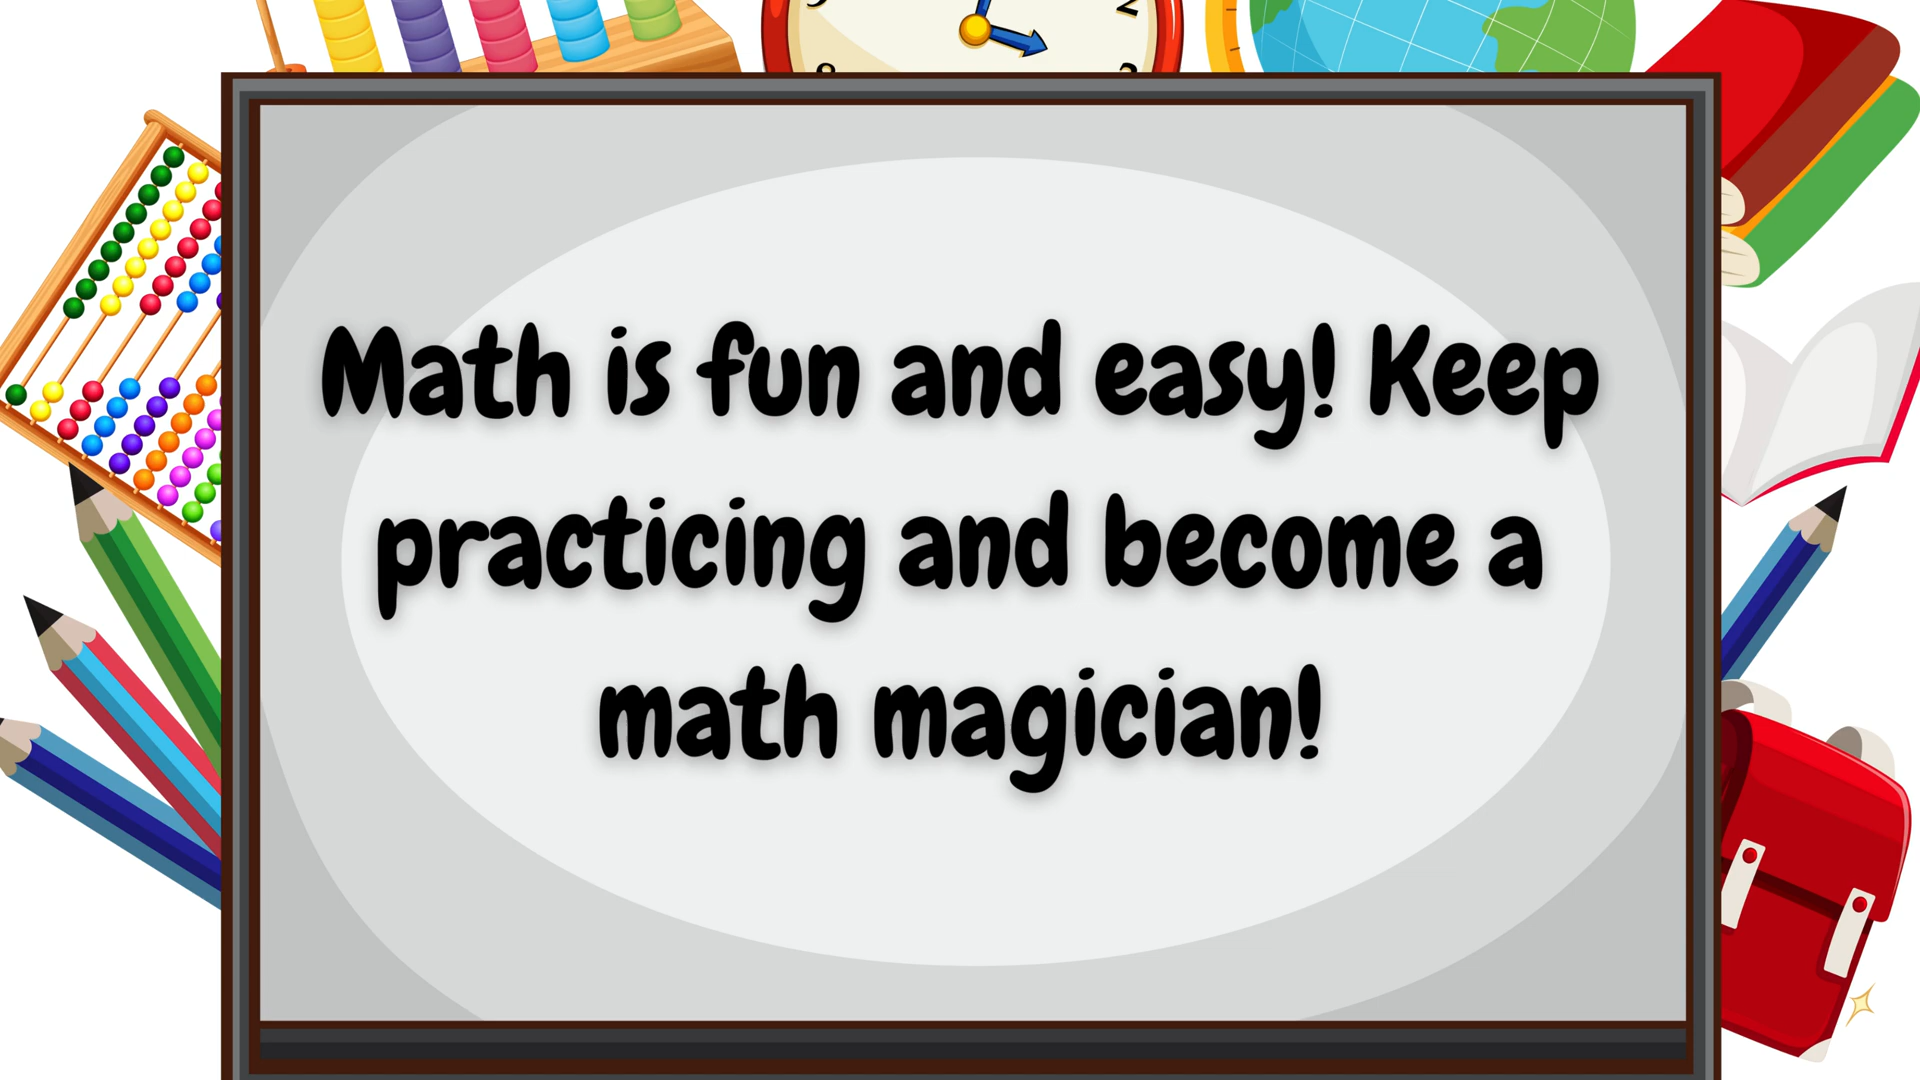 Math is fun and easy! Keep
practicing and become a
math magician!